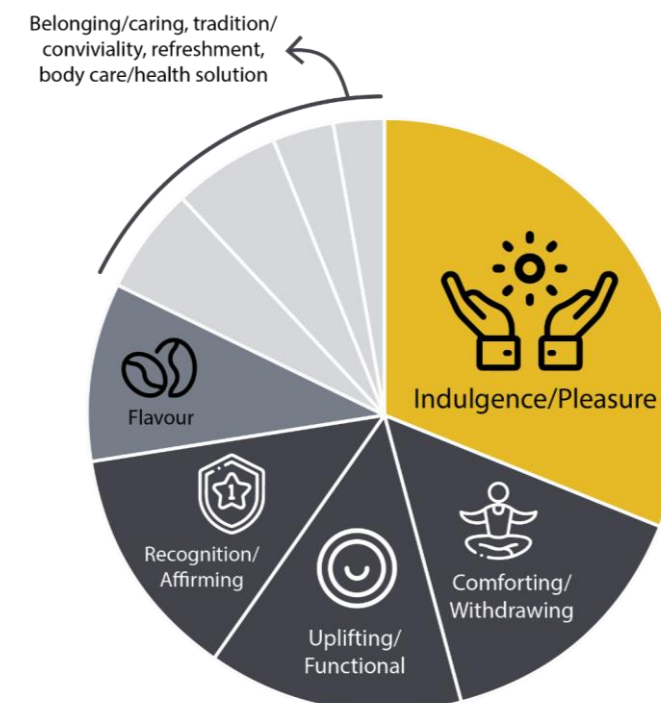 Belonging/caring, tradition/
conviviality, refreshment,
body care/health solution
Indulgence/Pleasure
Flavour
Recognition/
Affirming
1
Comforting/
Withdrawing
Uplifting/
Functional